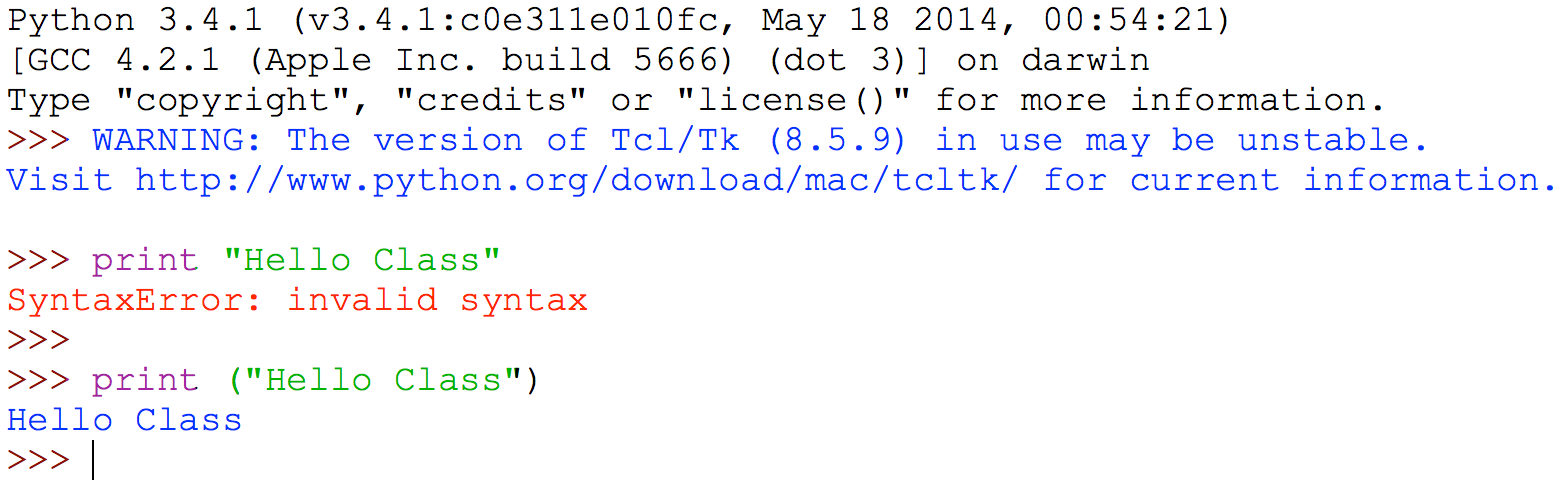 Python 3.4.1 (v3.4.1:c0e311e010fc, May 18 2014, 00:54:21)
[GCC 4.2.1 (Apple Inc. build 5666) (dot 3)] on darwin
Type "copyright", "credits" or "license()" for more information.
>>> WARNING: The version of Tcl/Tk (8.5.9) in use may be unstable.
Visit http://www.python.org/download/mac/tcltk/ for current information.
>>> print "Hello Class"
SyntaxError: invalid syntax
>>>
>>> print ("Hello Class")
Hello Class
>>>